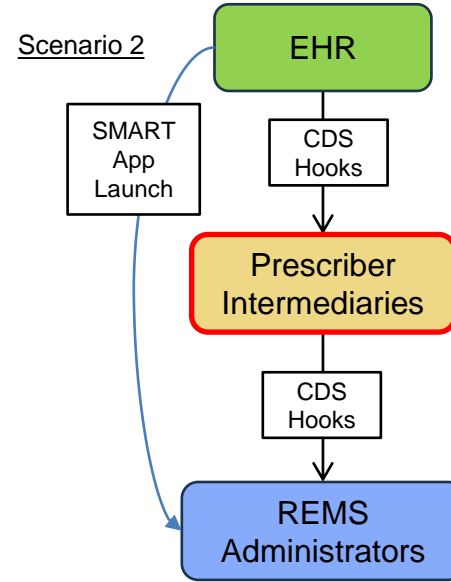 Scenario 2
EHR
SMART
App
Launch
CDS
Hooks
Prescriber
Intermediaries
CDS
Hooks
REMS
Administrators